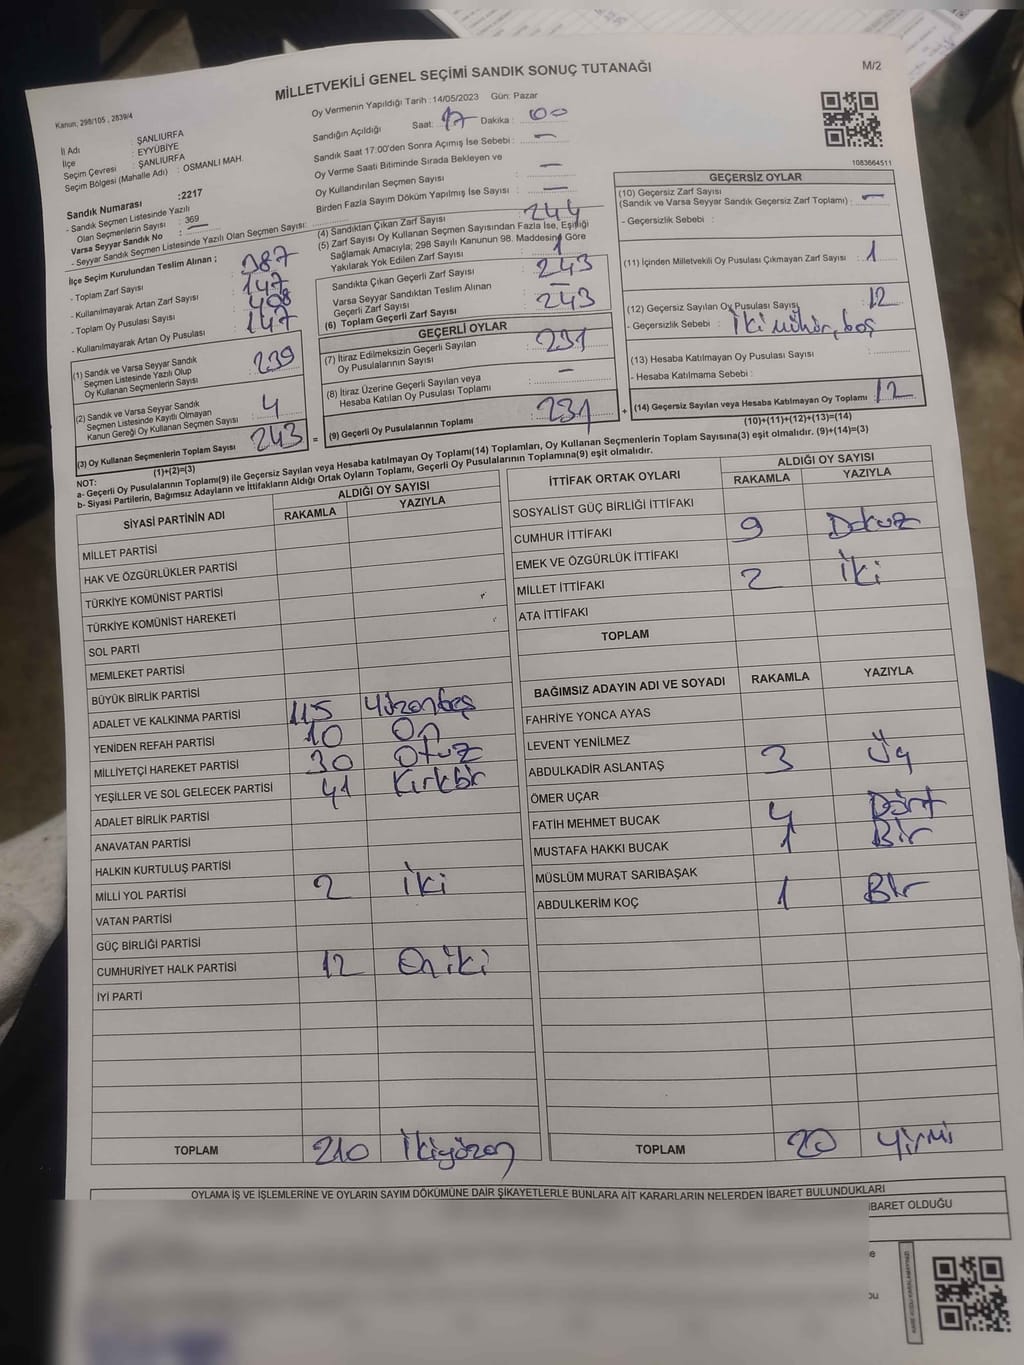 MİLLETVEKİLİ GENEL SEÇİMİ SANDIK SONUÇ TUTANAĞI
M/2
Kanun, 298/105 , 2839/4
Oy Vermenin Yapıldığı Tarih :14/05/2023 Gün: Pazar
İl Adı : ŞANLIURFA
İlçe : EYYÜBİYE
Seçim Çevresi : ŞANLIURFA
Seçim Bölgesi (Mahalle Adı) : OSMANLI MAH.
Sandık Numarası :2217
- Sandık Seçmen Listesinde Yazılı
Olan Seçmenlerin Sayısı : 369
Varsa Seyyar Sandık No : —
- Seyyar Sandık Seçmen Listesinde Yazılı Olan Seçmen Sayısı:
İlçe Seçim Kurulundan Teslim Alınan ;
- Toplam Zarf Sayısı : 387
- Kullanılmayarak Artan Zarf Sayısı : 147
- Toplam Oy Pusulası Sayısı : 408
- Kullanılmayarak Artan Oy Pusulası : 147
(1) Sandık ve Varsa Seyyar Sandık
Seçmen Listesinde Yazılı Olup
Oy Kullanan Seçmenlerin Sayısı : 239
(2) Sandık ve Varsa Seyyar Sandık
Seçmen Listesinde Kayıtlı Olmayan
Kanun Gereği Oy Kullanan Seçmen Sayısı : 4
(3) Oy Kullanan Seçmenlerin Toplam Sayısı : 243
(1)+(2)=(3)
Sandığın Açıldığı Saat: 17 Dakika : 00
Sandık Saat 17:00'den Sonra Açımış İse Sebebi : —
Oy Verme Saati Bitiminde Sırada Bekleyen ve
Oy Kullandırılan Seçmen Sayısı : —
Birden Fazla Sayım Döküm Yapılmış İse Sayısı : —
(4) Sandıktan Çıkan Zarf Sayısı : 244
(5) Zarf Sayısı Oy Kullanan Seçmen Sayısından Fazla İse, Eşitliği
Sağlamak Amacıyla; 298 Sayılı Kanunun 98. Maddesine Göre
Yakılarak Yok Edilen Zarf Sayısı : 1
Sandıkta Çıkan Geçerli Zarf Sayısı : 243
Varsa Seyyar Sandıktan Teslim Alınan
Geçerli Zarf Sayısı : —
(6) Toplam Geçerli Zarf Sayısı : 243
GEÇERLİ OYLAR
(7) İtiraz Edilmeksizin Geçerli Sayılan
Oy Pusulalarının Sayısı : 231
(8) İtiraz Üzerine Geçerli Sayılan veya
Hesaba Katılan Oy Pusulası Toplamı : —
= (9) Geçerli Oy Pusulalarının Toplamı : 231 +
1083664511
GEÇERSİZ OYLAR
(10) Geçersiz Zarf Sayısı
(Sandık ve Varsa Seyyar Sandık Geçersiz Zarf Toplamı) : —
- Geçersizlik Sebebi :
(11) İçinden Milletvekili Oy Pusulası Çıkmayan Zarf Sayısı : 1
(12) Geçersiz Sayılan Oy Pusulası Sayısı : 12
- Geçersizlik Sebebi : İki mühür, boş
(13) Hesaba Katılmayan Oy Pusulası Sayısı :
- Hesaba Katılmama Sebebi :
(14) Geçersiz Sayılan veya Hesaba Katılmayan Oy Toplamı : 12
(10)+(11)+(12)+(13)=(14)
NOT:
a- Geçerli Oy Pusulalarının Toplamı(9) ile Geçersiz Sayılan veya Hesaba katılmayan Oy Toplamı(14) Toplamları, Oy Kullanan Seçmenlerin Toplam Sayısına(3) eşit olmalıdır. (9)+(14)=(3)
b- Siyasi Partilerin, Bağımsız Adayların ve İttifakların Aldığı Ortak Oyların Toplamı, Geçerli Oy Pusulalarının Toplamına(9) eşit olmalıdır.
SİYASİ PARTİNİN ADI ALDIĞI OY SAYISI
RAKAMLA YAZIYLA
MİLLET PARTİSİ
HAK VE ÖZGÜRLÜKLER PARTİSİ
TÜRKİYE KOMÜNİST PARTİSİ
TÜRKİYE KOMÜNİST HAREKETİ
SOL PARTİ
MEMLEKET PARTİSİ
BÜYÜK BİRLİK PARTİSİ
ADALET VE KALKINMA PARTİSİ 115 Yüzonbeş
YENİDEN REFAH PARTİSİ 10 On
MİLLİYETÇİ HAREKET PARTİSİ 30 Otuz
YEŞİLLER VE SOL GELECEK PARTİSİ 41 Kırkbir
ADALET BİRLİK PARTİSİ
ANAVATAN PARTİSİ
HALKIN KURTULUŞ PARTİSİ
MİLLİ YOL PARTİSİ 2 İki
VATAN PARTİSİ
GÜÇ BİRLİĞİ PARTİSİ
CUMHURİYET HALK PARTİSİ 12 Oniki
İYİ PARTİ
TOPLAM 210 İkiyüzon
İTTİFAK ORTAK OYLARI ALDIĞI OY SAYISI
RAKAMLA YAZIYLA
SOSYALİST GÜÇ BİRLİĞİ İTTİFAKI
CUMHUR İTTİFAKI 9 Dokuz
EMEK VE ÖZGÜRLÜK İTTİFAKI
MİLLET İTTİFAKI 2 İki
ATA İTTİFAKI
TOPLAM
BAĞIMSIZ ADAYIN ADI VE SOYADI RAKAMLA YAZIYLA
FAHRİYE YONCA AYAS
LEVENT YENİLMEZ
ABDULKADİR ASLANTAŞ 3 Üç
ÖMER UÇAR
FATİH MEHMET BUCAK 4 Dört
MUSTAFA HAKKI BUCAK 1 Bir
MÜSLÜM MURAT SARIBAŞAK
ABDULKERİM KOÇ 1 Bir
TOPLAM 20 Yirmi
OYLAMA İŞ VE İŞLEMLERİNE VE OYLARIN SAYIM DÖKÜMÜNE DAİR ŞİKAYETLERLE BUNLARA AİT KARARLARIN NELERDEN İBARET BULUNDUKLARI
İBARET OLDUĞU